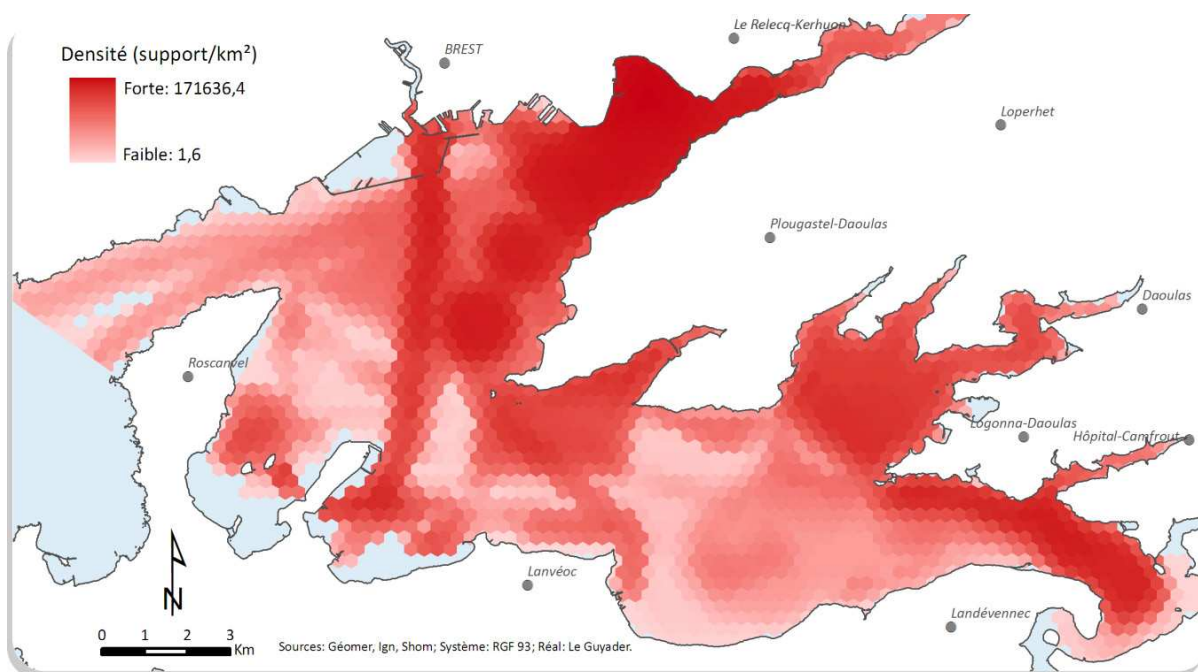 Densité (support/km²)
Forte: 171636,4
Faible: 1,6
BREST
Le Relecq-Kerhuon
Loperhet
Plougastel-Daoulas
Daoulas
Roscanvel
Logonna-Daoulas
Hôpital-Camfrout
Lanvéoc
Landévennec
N
0 1 2 3
Km
Sources: Géomer, Ign, Shom; Système: RGF 93; Réal: Le Guyader.